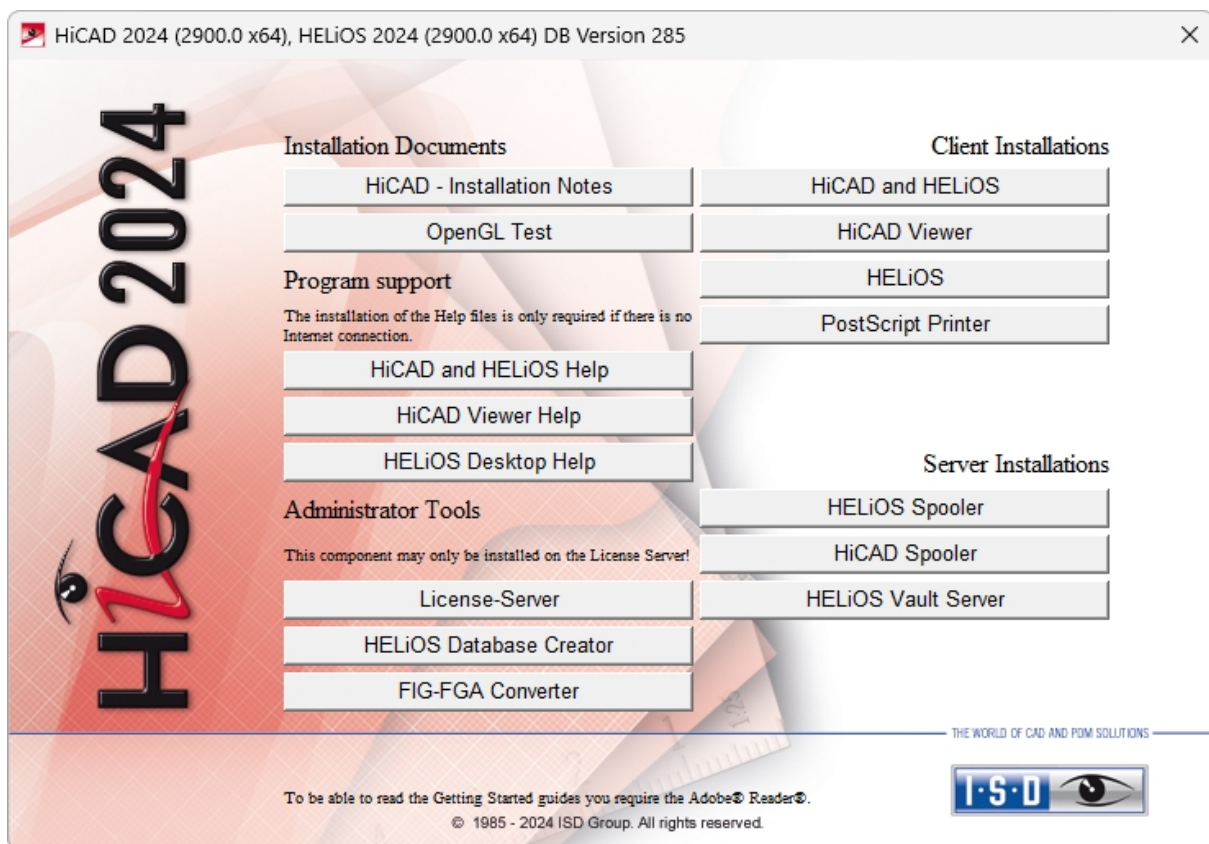 HiCAD 2024 (2900.0 x64), HELiOS 2024 (2900.0 x64) DB Version 285
HiCAD 2024
Installation Documents
HiCAD - Installation Notes
OpenGL Test
Program support
The installation of the Help files is only required if there is no
Internet connection.
HiCAD and HELiOS Help
HiCAD Viewer Help
HELiOS Desktop Help
Administrator Tools
This component may only be installed on the License Server!
License-Server
HELiOS Database Creator
FIG-FGA Converter
Client Installations
HiCAD and HELiOS
HiCAD Viewer
HELiOS
PostScript Printer
Server Installations
HELiOS Spooler
HiCAD Spooler
HELiOS Vault Server
THE WORLD OF CAD AND PDM SOLUTIONS
I·S·D
To be able to read the Getting Started guides you require the Adobe® Reader®.
© 1985 - 2024 ISD Group. All rights reserved.